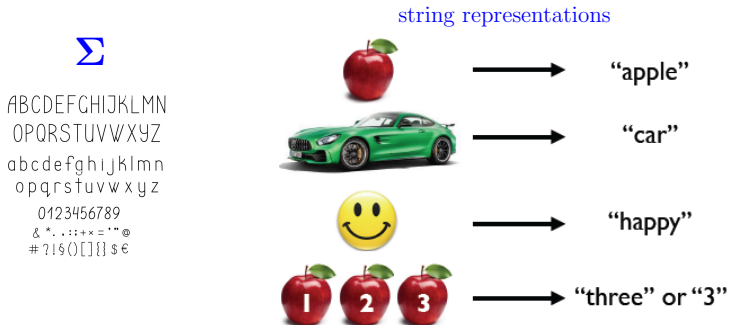 string representations
Σ
ABCDEFGHIJKLMN
OPQRSTUVWXYZ
abcdefghijklmn
opqrstuvwxyz
0123456789
& *. .::+×='"@
#?!§()[]{}$€
“apple”
“car”
“happy”
1 2 3
“three” or “3”